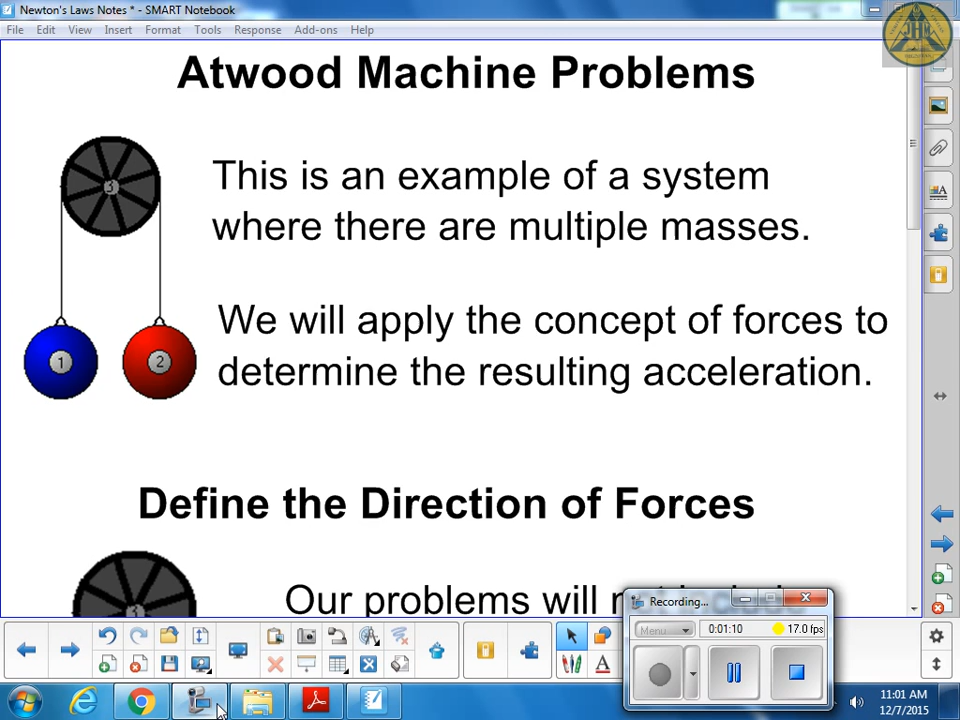 Newton's Laws Notes * - SMART Notebook
File Edit View Insert Format Tools Response Add-ons Help
JHM
Atwood Machine Problems
3
This is an example of a system
where there are multiple masses.
1
2
We will apply the concept of forces to
determine the resulting acceleration.
Define the Direction of Forces
Our problems will
Recording...
Menu
0:01:10
17.0 fps
11:01 AM
12/7/2015